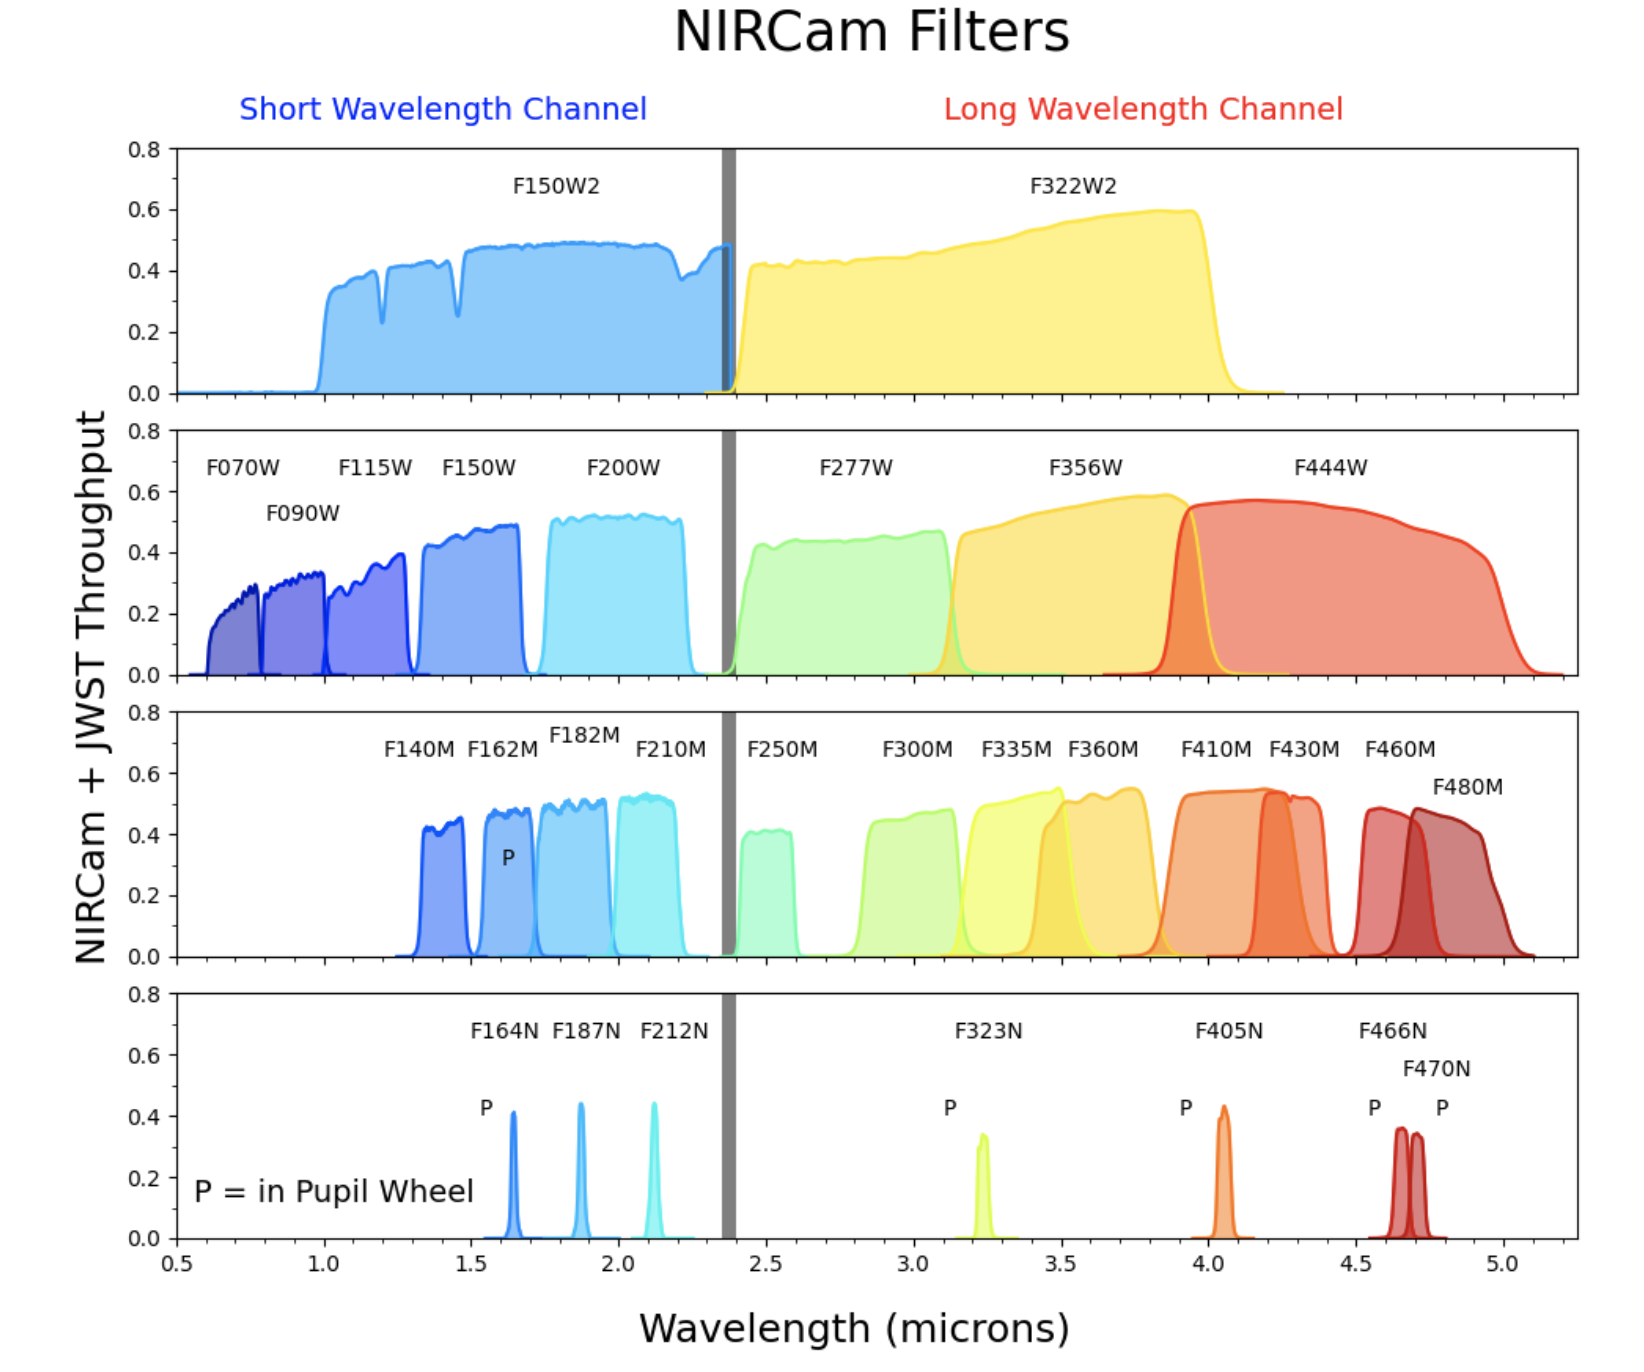 NIRCam Filters
Short Wavelength Channel Long Wavelength Channel
NIRCam + JWST Throughput
0.8
F150W2 F322W2
0.6
0.4
0.2
0.0
0.8
F070W F115W F150W F200W F277W F356W F444W
0.6
F090W
0.4
0.2
0.0
0.8
F182M
F140M F162M F210M F250M F300M F335M F360M F410M F430M F460M
0.6
F480M
0.4
P
0.2
0.0
0.8
F164N F187N F212N F323N F405N F466N
0.6
F470N
0.4
P P P P P
0.2
P = in Pupil Wheel
0.0
0.5 1.0 1.5 2.0 2.5 3.0 3.5 4.0 4.5 5.0
Wavelength (microns)